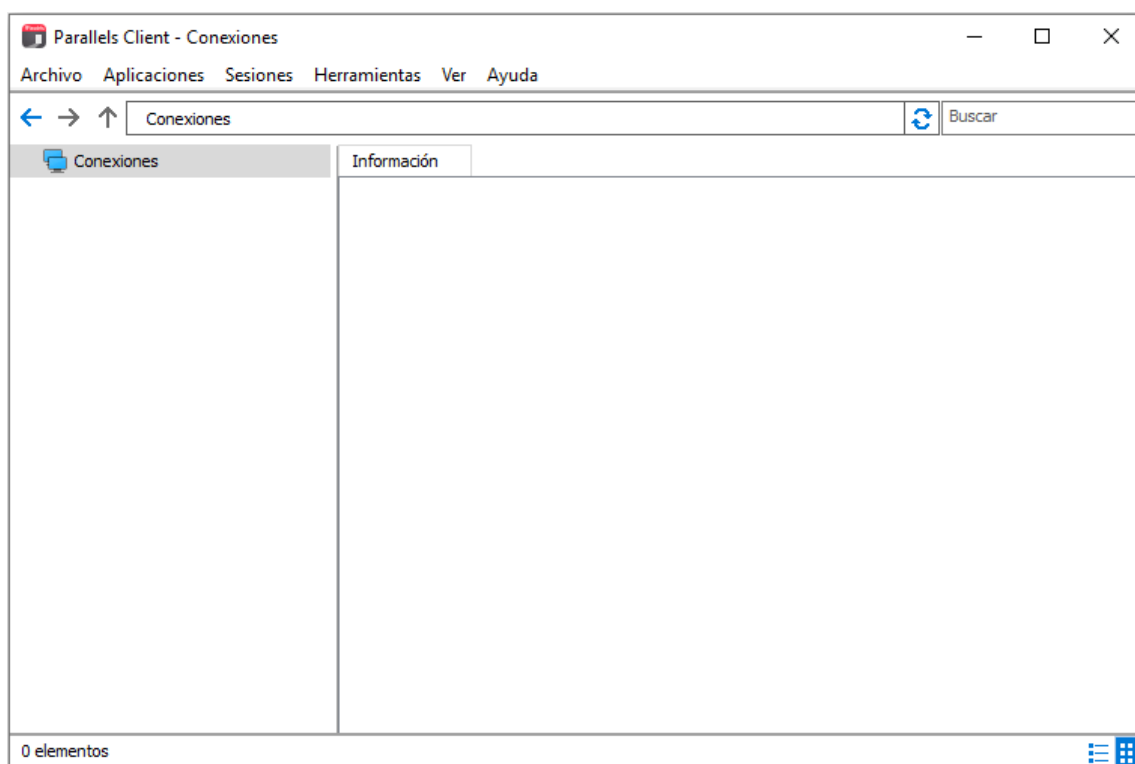 Parallels Client - Conexiones
Archivo Aplicaciones Sesiones Herramientas Ver Ayuda
Conexiones Buscar
Conexiones Información
0 elementos